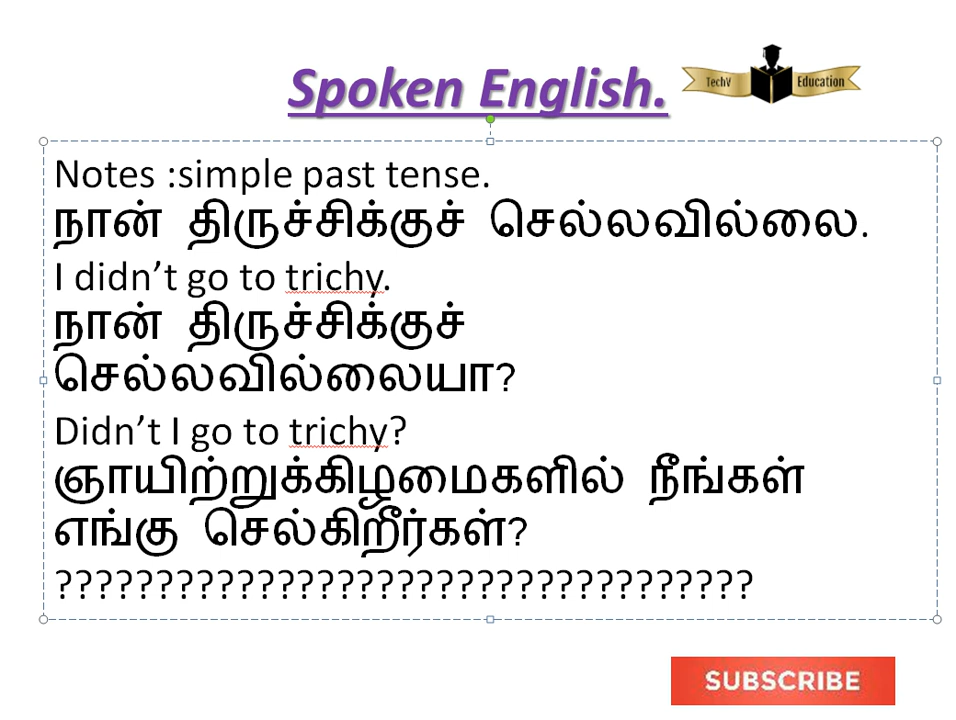 Spoken English.
TechV Education
Notes :simple past tense.
நான் திருச்சிக்குச் செல்லவில்லை.
I didn’t go to trichy.
நான் திருச்சிக்குச்
செல்லவில்லையா?
Didn’t I go to trichy?
ஞாயிற்றுக்கிழமைகளில் நீங்கள்
எங்கு செல்கிறீர்கள்?
???????????????????????????????????
SUBSCRIBE